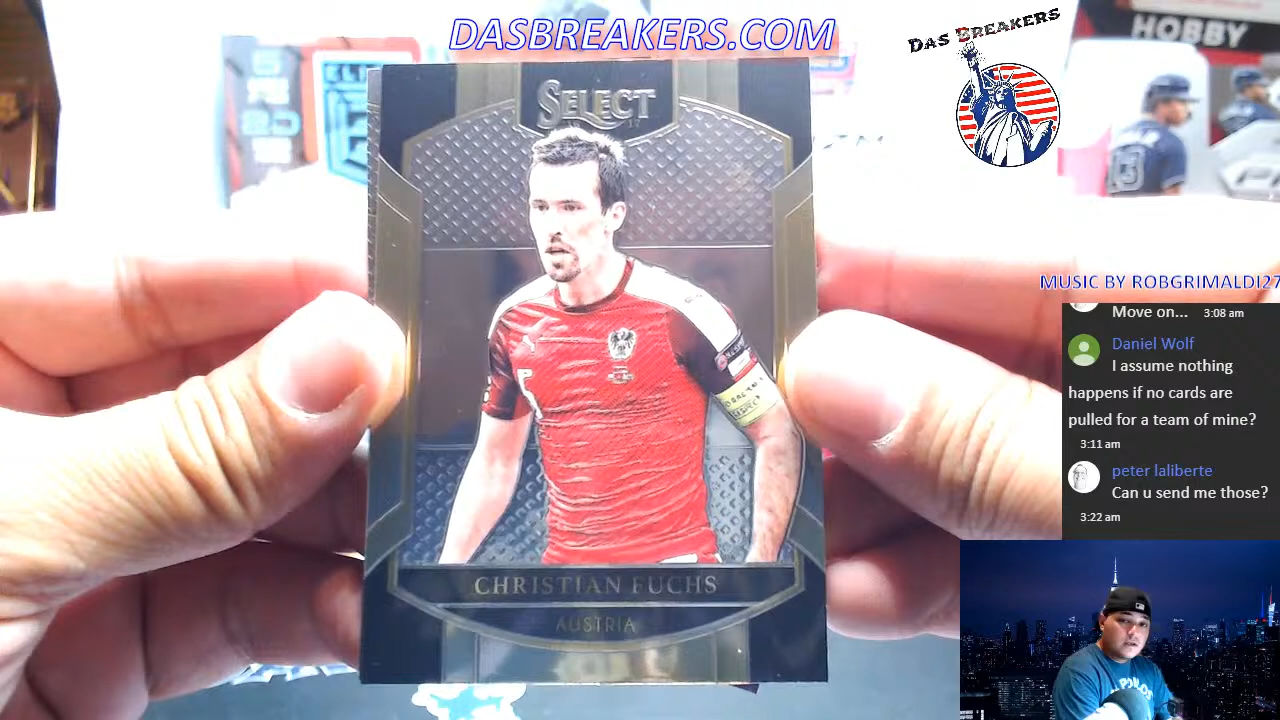 DASBREAKERS.COM
DAS BREAKERS
HOBBY
SELECT
MUSIC BY ROBGRIMALDI27
Move on... 3:08 am
Daniel Wolf
I assume nothing
happens if no cards are
pulled for a team of mine?
3:11 am
peter laliberte
Can u send me those?
3:22 am
CHRISTIAN FUCHS
AUSTRIA
13